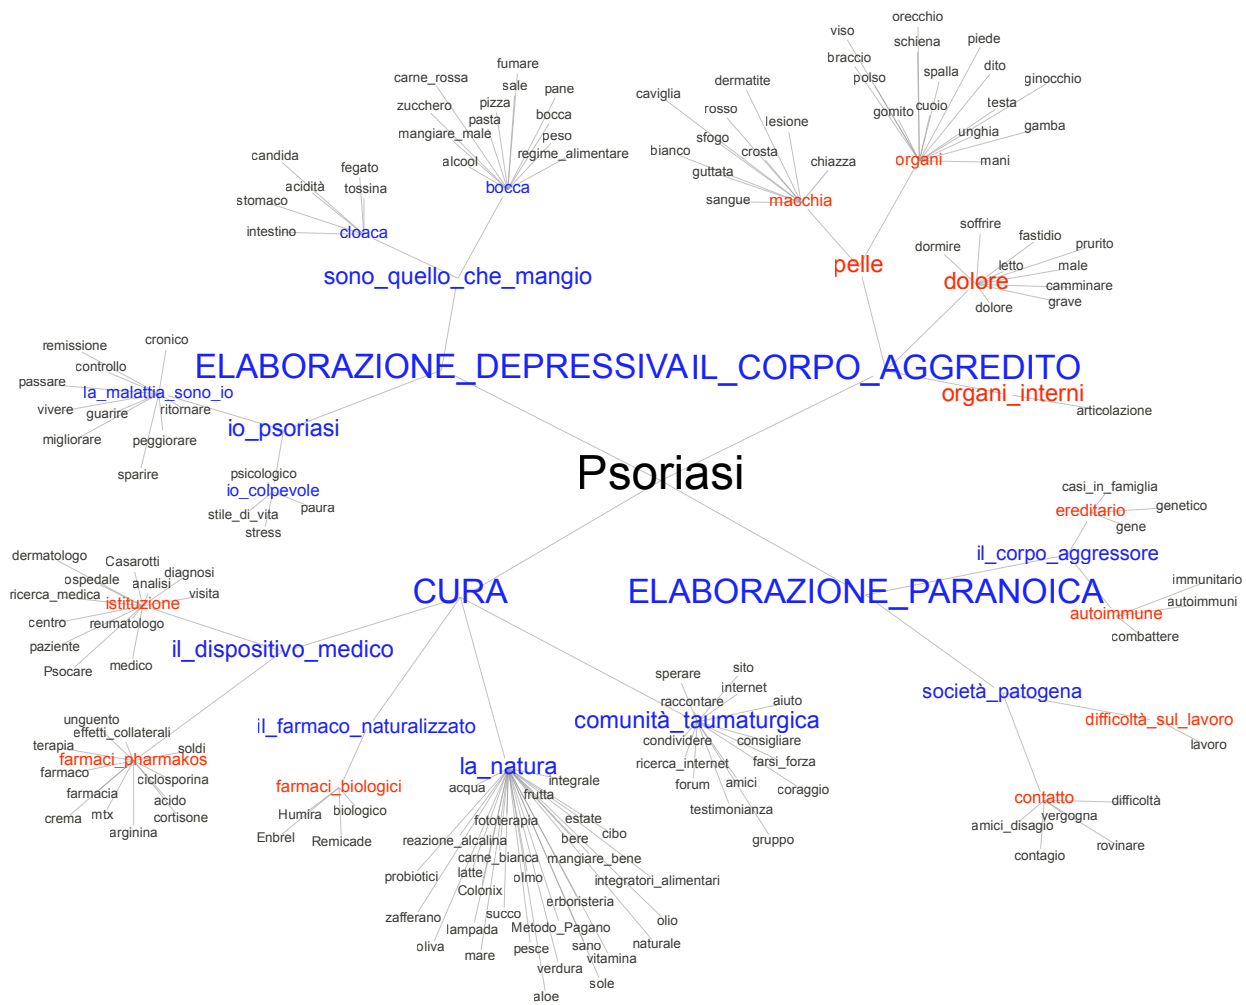 orecchio
viso
schiena
piede
braccio
polso
spalla
dito
ginocchio
gomito
cuoio
testa
unghia
gamba
organi
mani
fumare
carne_rossa
sale
pane
zucchero
pizza
pasta
bocca
mangiare_male
peso
alcool
regime_alimentare
bocca
dermatite
caviglia
rosso
lesione
sfogo
bianco
crosta
chiazza
guttata
sangue
macchia
candida
fegato
acidità
tossina
stomaco
intestino
cloaca
sono_quello_che_mangio
pelle
soffrire
dormire
fastidio
prurito
letto
male
dolore
camminare
grave
dolore
ELABORAZIONE_DEPRESSIVA
IL_CORPO_AGGREDITO
organi_interni
articolazione
cronico
remissione
controllo
passare
la_malattia_sono_io
vivere
guarire
ritornare
migliorare
peggiorare
sparire
io_psoriasi
psicologico
io_colpevole
stile_di_vita
paura
stress
Psoriasi
casi_in_famiglia
ereditario
genetico
gene
il_corpo_aggressore
CURA
ELABORAZIONE_PARANOICA
immunitario
autoimmuni
autoimmune
combattere
dermatologo
Casarotti
ospedale
analisi
diagnosi
ricerca_medica
istituzione
visita
centro
reumatologo
paziente
Psocare
medico
il_dispositivo_medico
società_patogena
difficoltà_sul_lavoro
lavoro
contatto
difficoltà
vergogna
amici_disagio
rovinare
contagio
unguento
effetti_collaterali
terapia
soldi
farmaci_pharmakos
farmaco
ciclosporina
farmacia
acido
crema
mtx
cortisone
arginina
il_farmaco_naturalizzato
farmaci_biologici
Humira
biologico
Enbrel
Remicade
sito
sperare
internet
raccontare
aiuto
comunità_taumaturgica
condividere
consigliare
ricerca_internet
farsi_forza
forum
amici
coraggio
testimonianza
gruppo
la_natura
acqua
integrale
frutta
fototerapia
estate
reazione_alcalina
bere
cibo
carne_bianca
mangiare_bene
probiotici
latte
olmo
integratori_alimentari
Colonix
erboristeria
zafferano
succo
olio
lampada
Metodo_Pagano
oliva
sano
naturale
mare
pesce
vitamina
verdura
sole
aloe